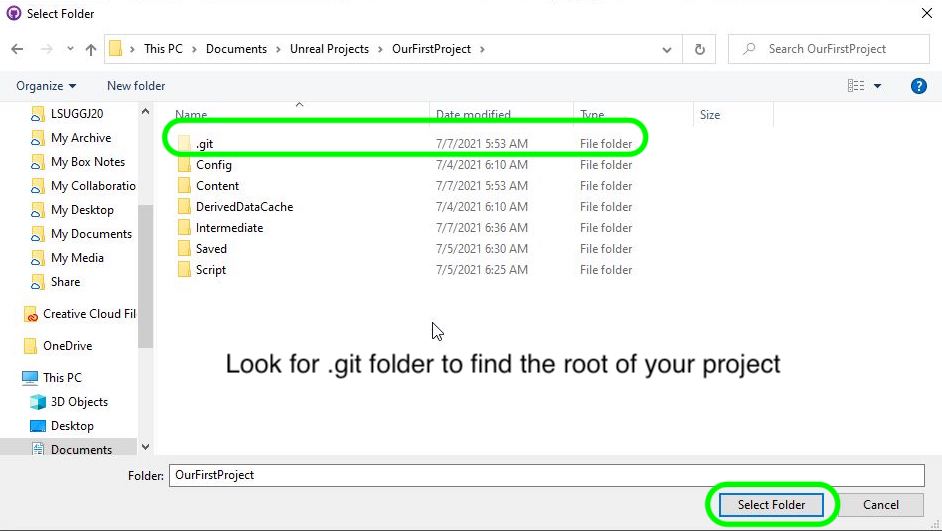 Select Folder
This PC > Documents > Unreal Projects > OurFirstProject >
Search OurFirstProject
Organize New folder
?
Name Date modified Type Size
LSUGGJ20
My Archive
My Box Notes
My Collaboratio
My Desktop
My Documents
My Media
Share
Creative Cloud Fil
OneDrive
This PC
3D Objects
Desktop
Documents
.git 7/7/2021 5:53 AM File folder
Config 7/4/2021 6:10 AM File folder
Content 7/7/2021 5:53 AM File folder
DerivedDataCache 7/4/2021 6:10 AM File folder
Intermediate 7/7/2021 6:36 AM File folder
Saved 7/5/2021 6:30 AM File folder
Script 7/5/2021 6:25 AM File folder
Look for .git folder to find the root of your project
Folder: OurFirstProject
Select Folder Cancel